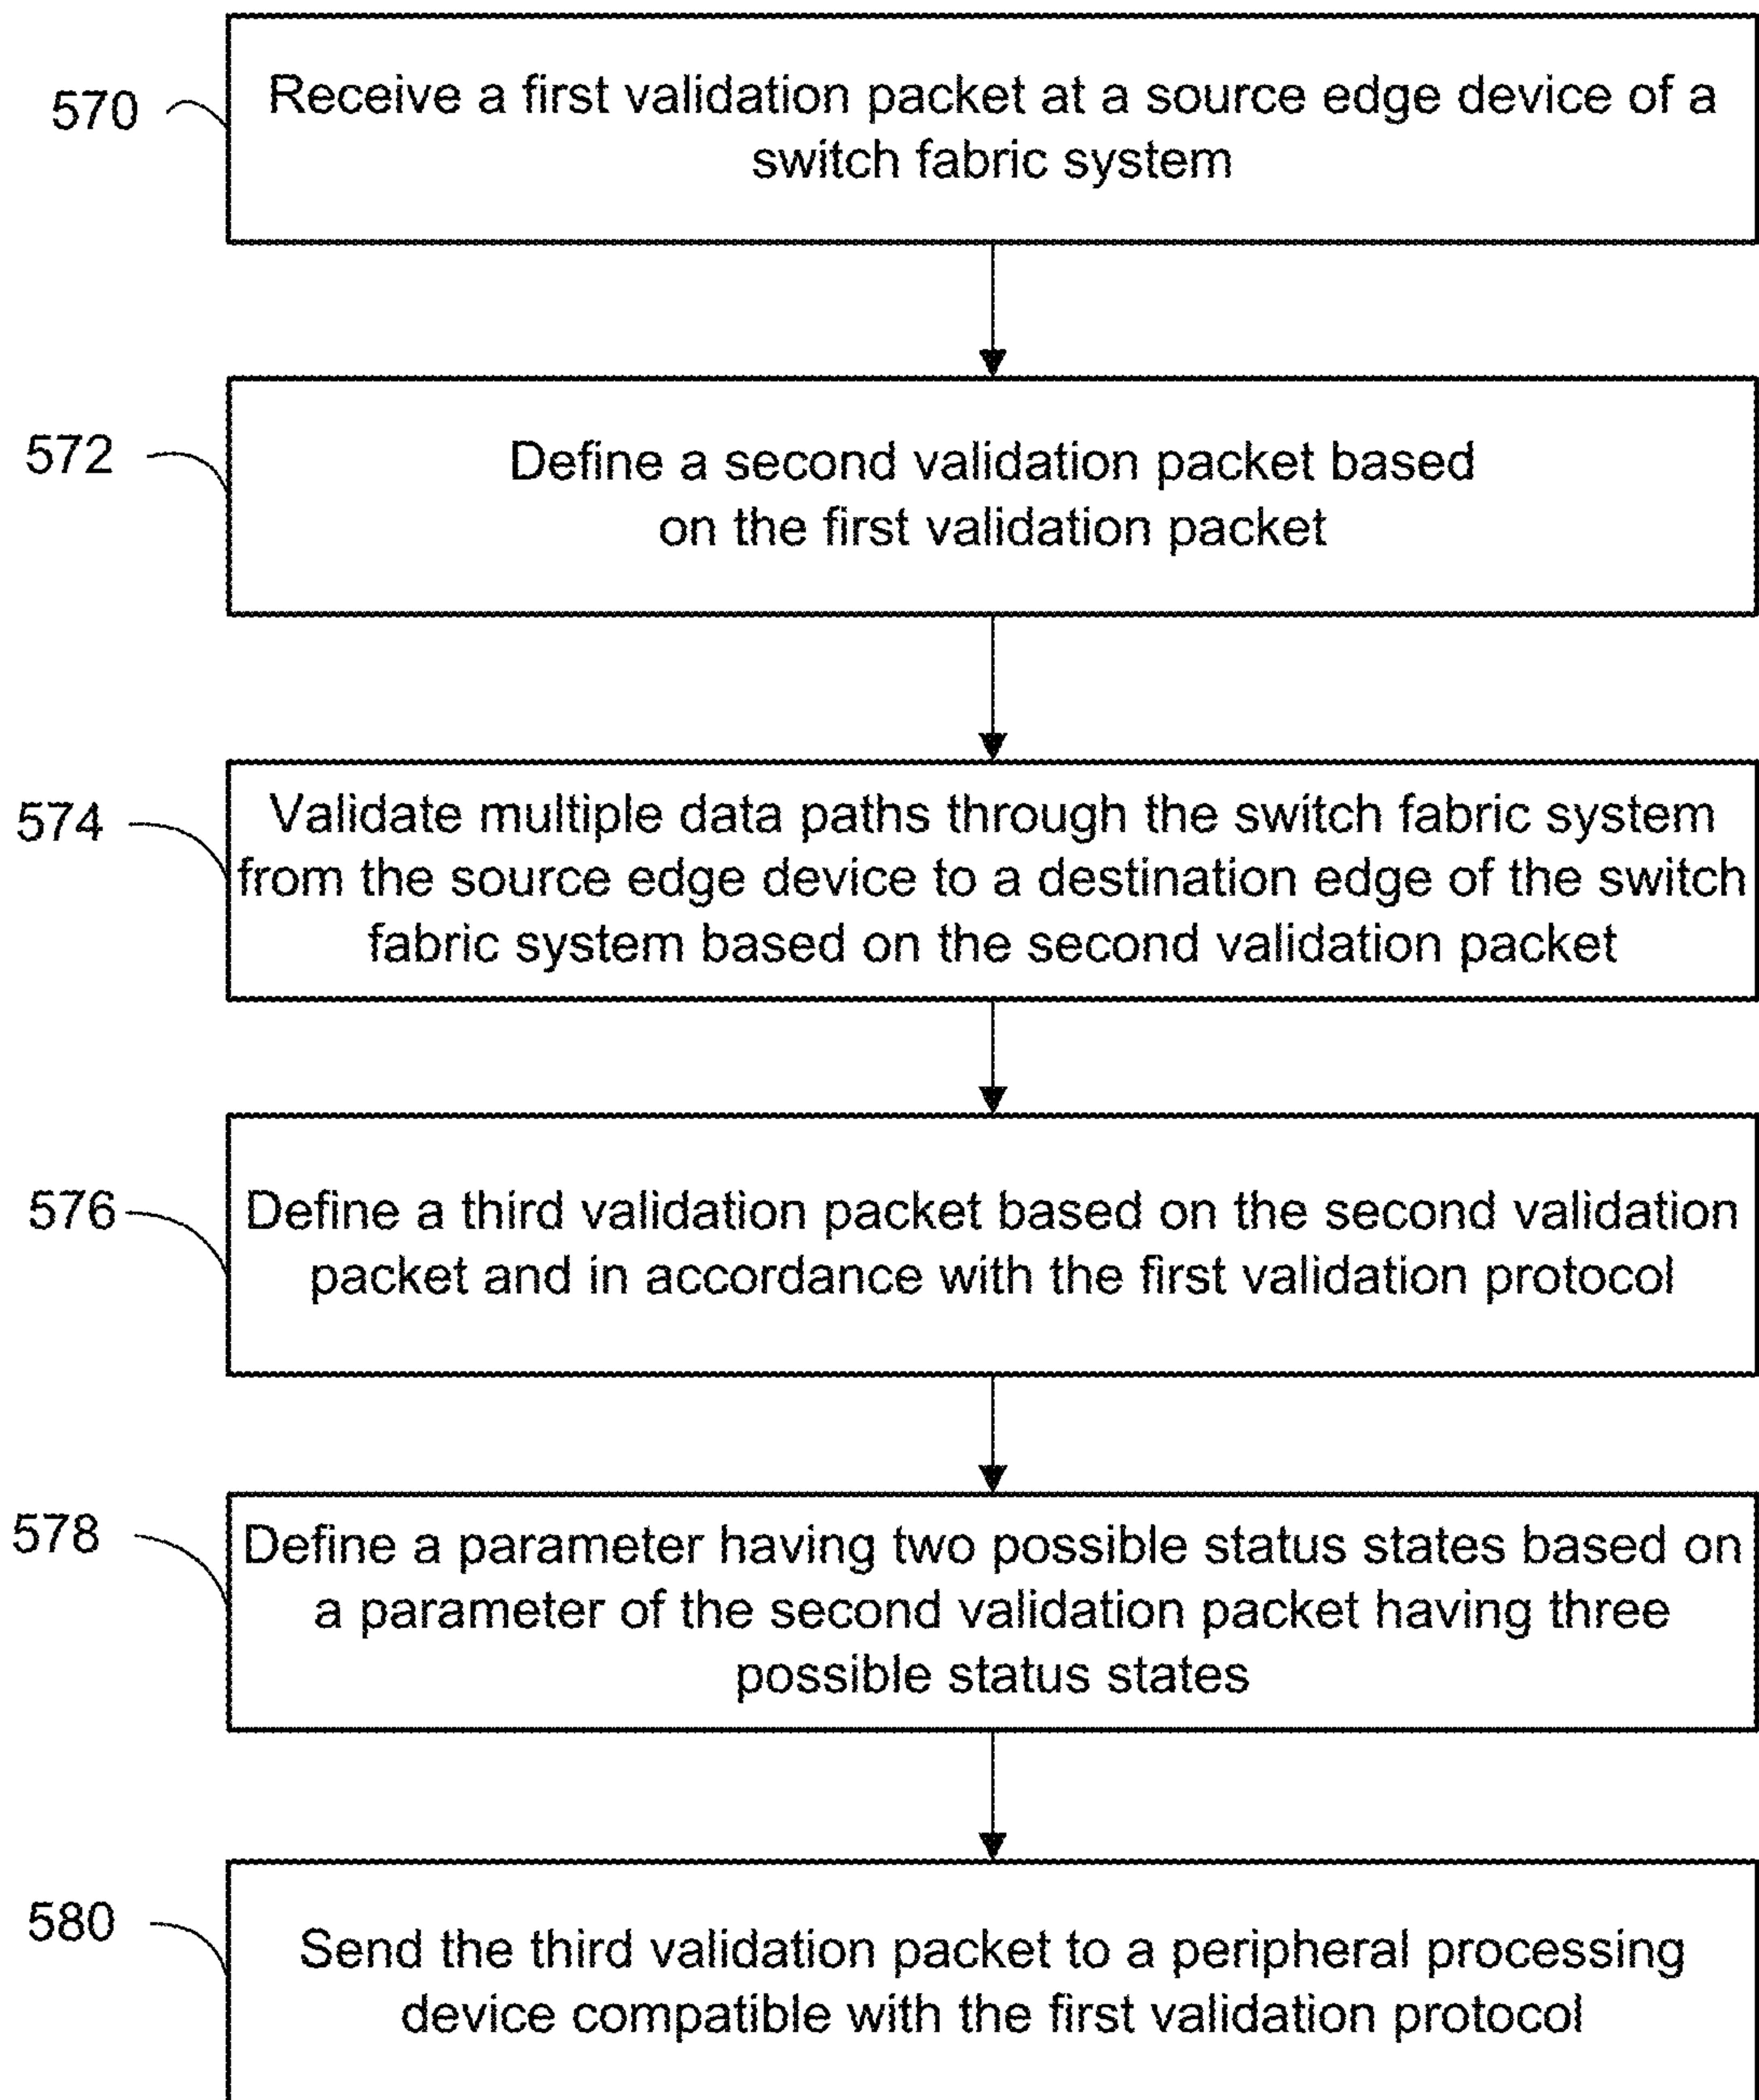 570
Receive a first validation packet at a source edge device of a
switch fabric system
572
Define a second validation packet based
on the first validation packet
574
Validate multiple data paths through the switch fabric system
from the source edge device to a destination edge of the switch
fabric system based on the second validation packet
576
Define a third validation packet based on the second validation
packet and in accordance with the first validation protocol
578
Define a parameter having two possible status states based on
a parameter of the second validation packet having three
possible status states
580
Send the third validation packet to a peripheral processing
device compatible with the first validation protocol